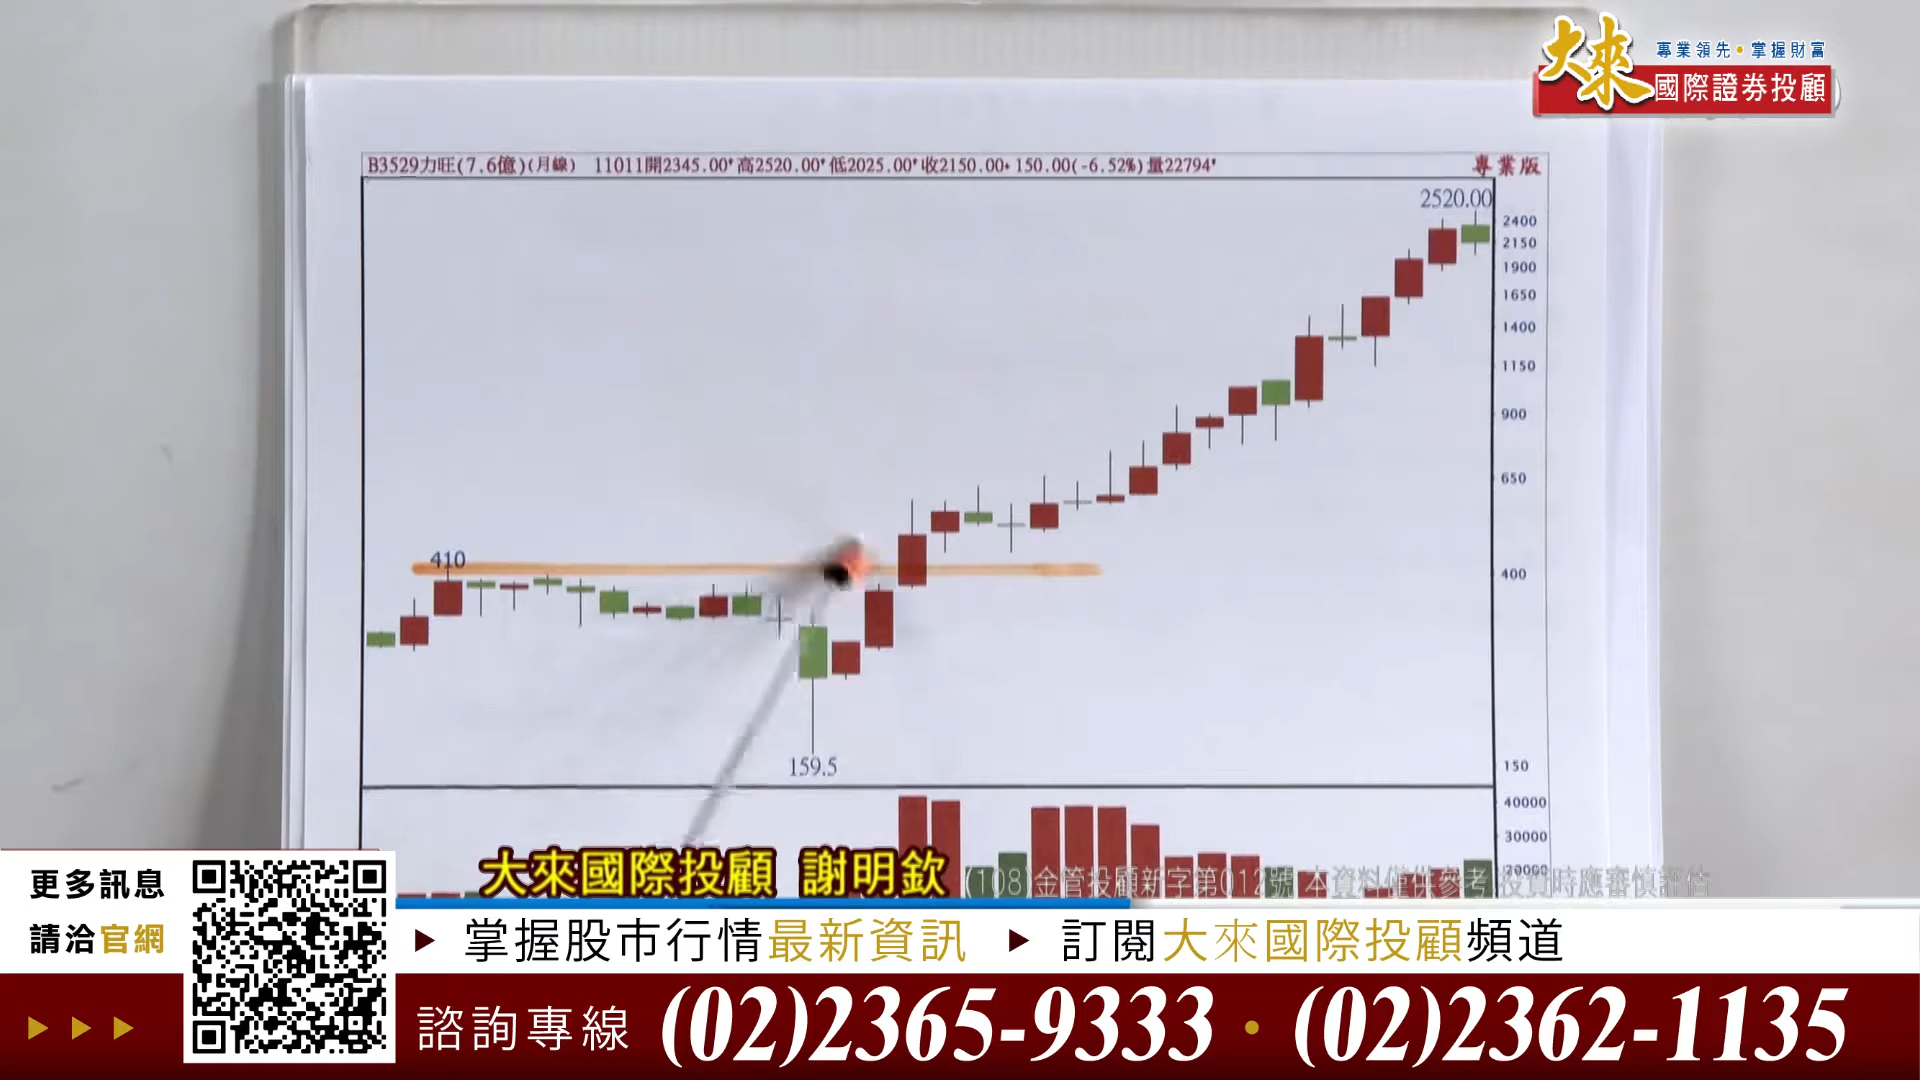 大來
專業領先•掌握財富
國際證券投顧
B3529力旺(7.6億)(月線) 11011開2345.00'高2520.00'低2025.00'收2150.00• 150.00(-6.52%)量22794' 專業版
2520.00
2400
2150
1900
1650
1400
1150
900
650
410
400
159.5
150
40000
30000
20000
大來國際投顧 謝明欽
(108)金管投顧新字第012號 本資料僅供參考 投資時應審慎評估
更多訊息
請洽官網
掌握股市行情最新資訊 訂閱大來國際投顧頻道
諮詢專線 (02)2365-9333•(02)2362-1135